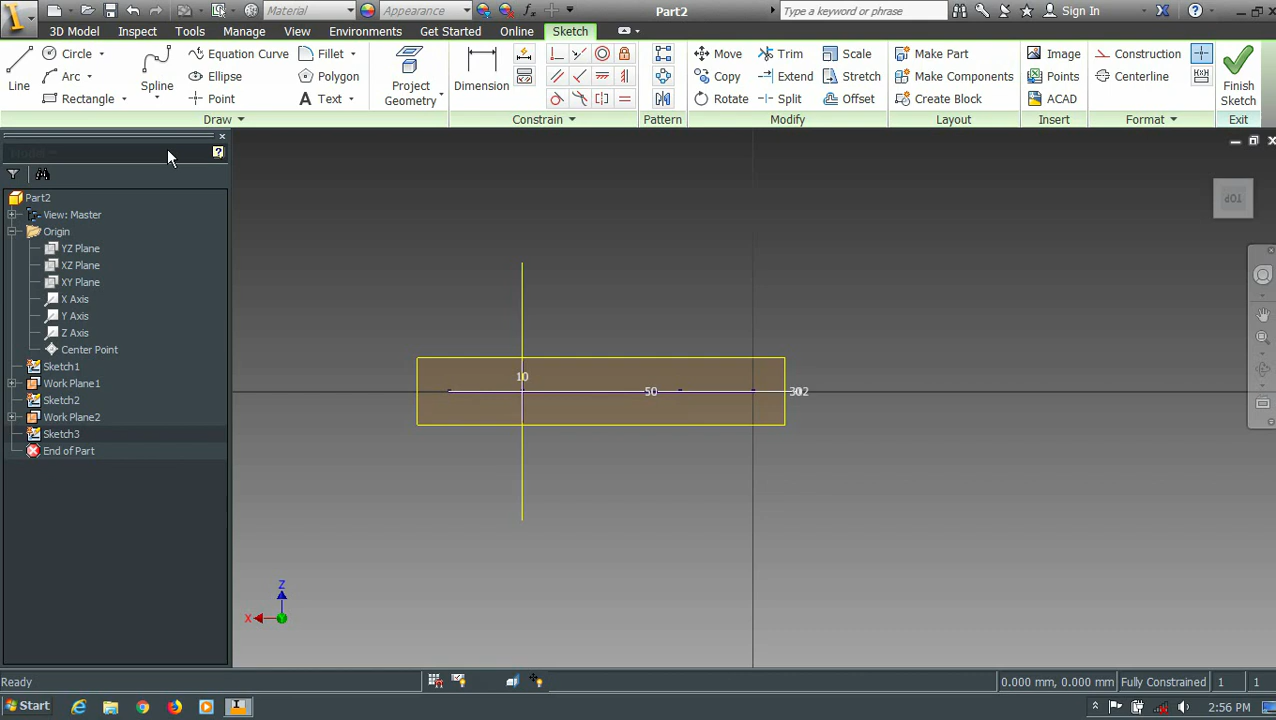 Material
Appearance
fx
Part2
Type a keyword or phrase
Sign In
3D Model Inspect Tools Manage View Environments Get Started Online Sketch
Line
Circle
Arc
Rectangle
Spline
Equation Curve
Ellipse
Point
Fillet
Polygon
Text
Project
Geometry
Dimension
Move
Copy
Rotate
Trim
Extend
Split
Scale
Stretch
Offset
Make Part
Make Components
Create Block
Image
Points
ACAD
Construction
Centerline
Finish
Sketch
Draw Constrain Pattern Modify Layout Insert Format Exit
Part2
View: Master
Origin
YZ Plane
XZ Plane
XY Plane
X Axis
Y Axis
Z Axis
Center Point
Sketch1
Work Plane1
Sketch2
Work Plane2
Sketch3
End of Part
TOP
10
50
Z
X
Y
Ready
0.000 mm, 0.000 mm Fully Constrained 1 1
Start
2:56 PM